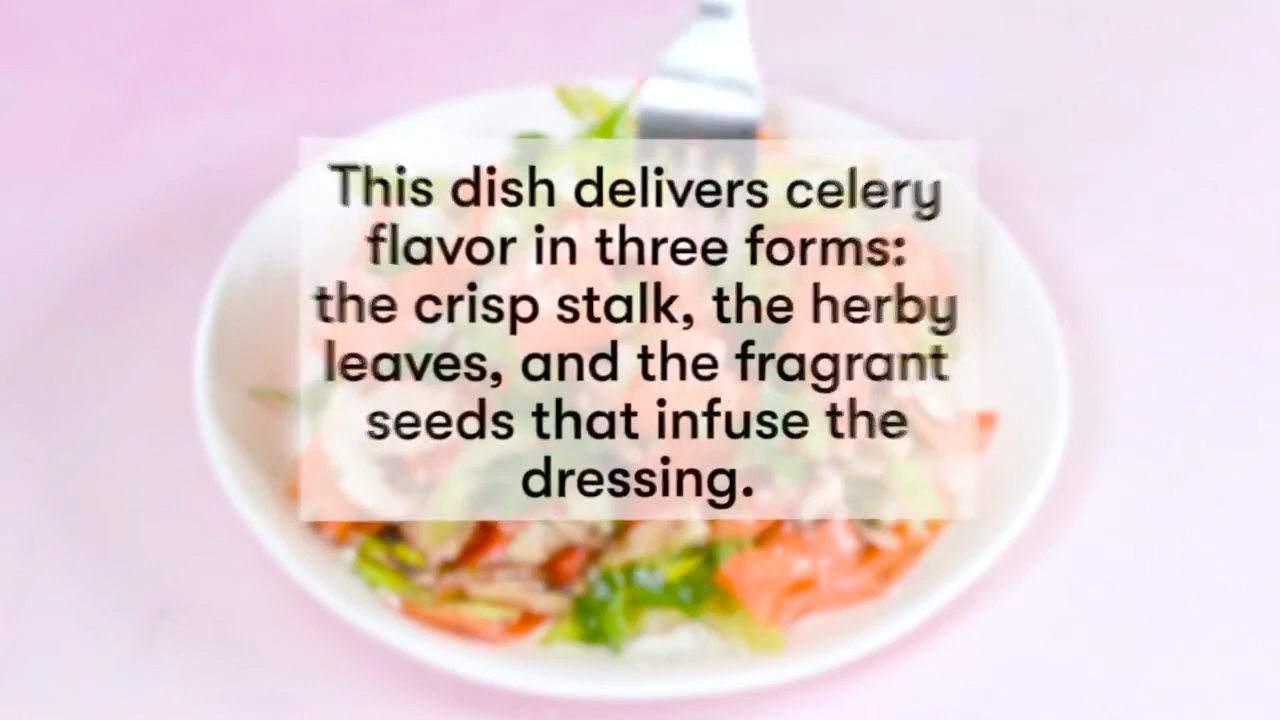 This dish delivers celery
flavor in three forms:
the crisp stalk, the herby
leaves, and the fragrant
seeds that infuse the
dressing.